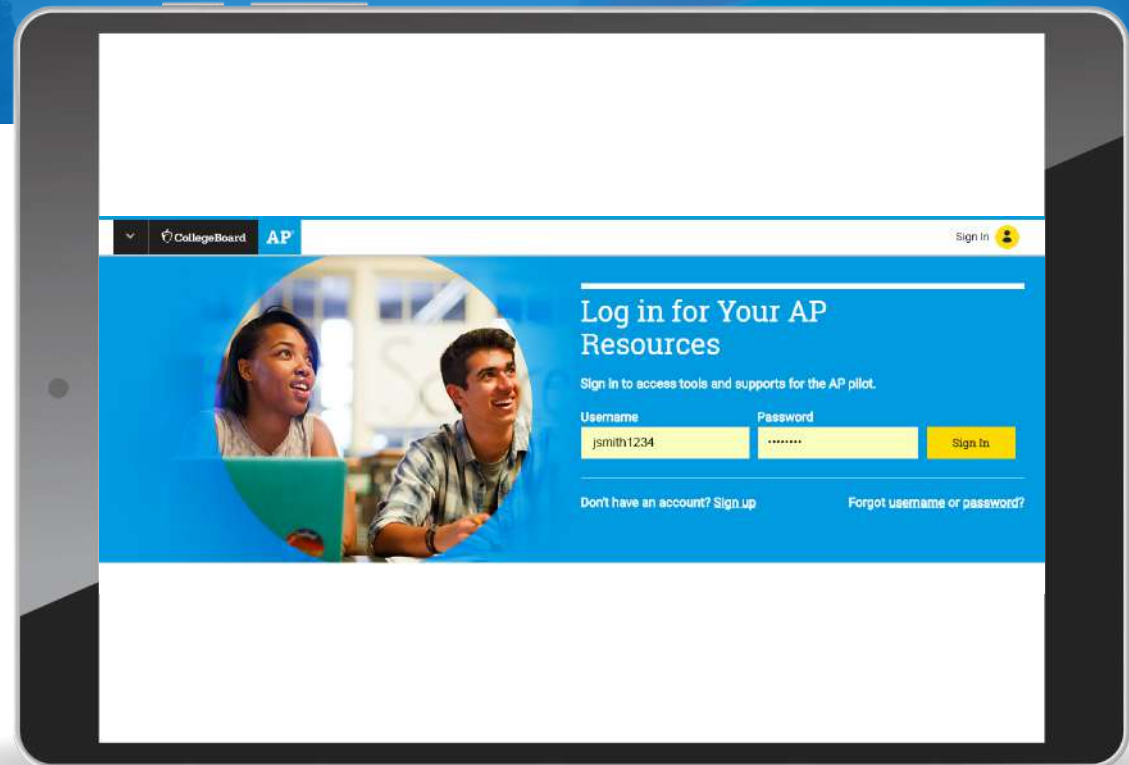 CollegeBoard AP
Sign In
Log in for Your AP
Resources
Sign in to access tools and supports for the AP pilot.
Username Password
jsmith1234 ········ Sign In
Don't have an account? Sign up Forgot username or password?